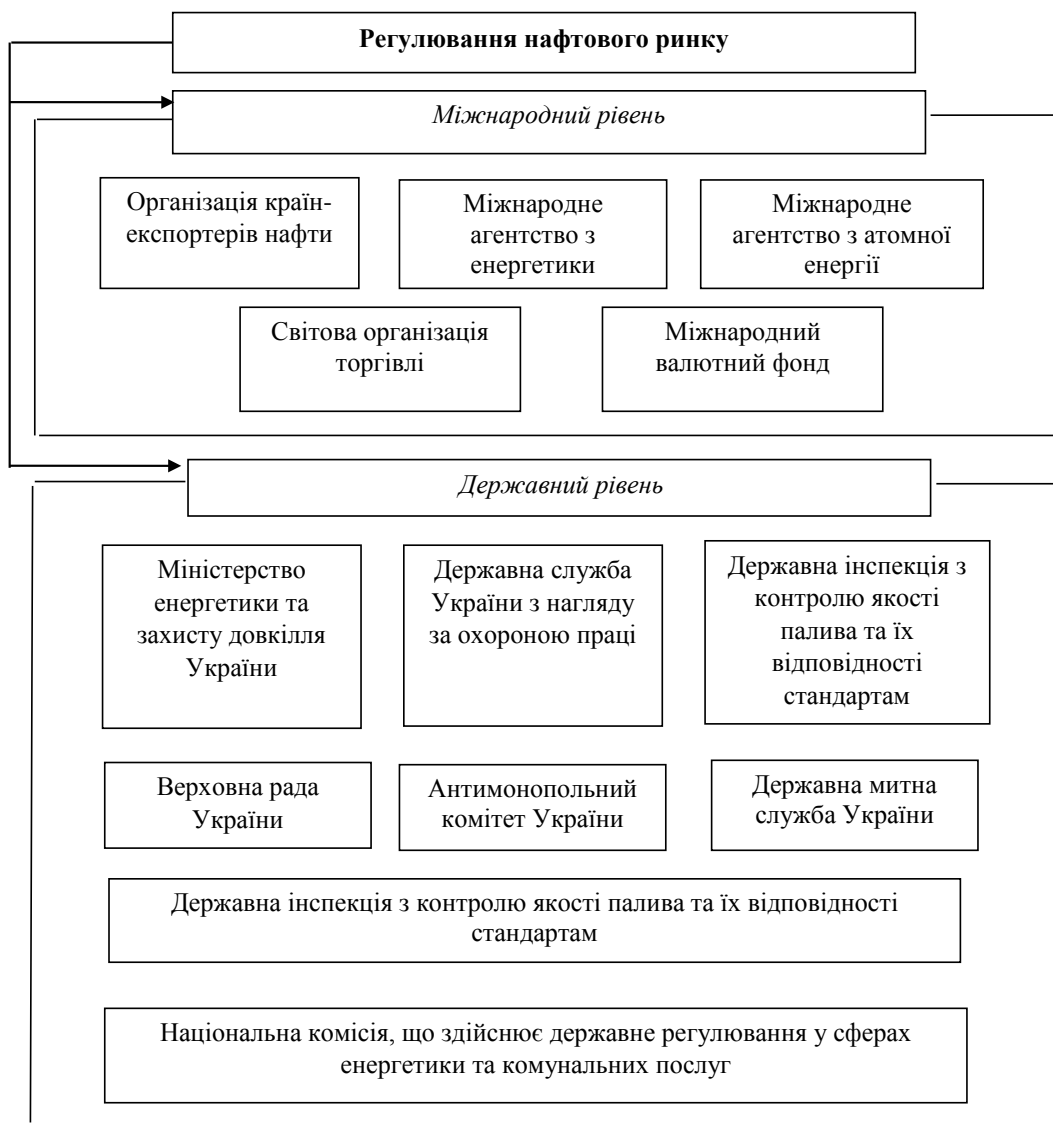 Регулювання нафтового ринку
Міжнародний рівень
Організація країн-
експортерів нафти
Міжнародне
агентство з
енергетики
Міжнародне
агентство з атомної
енергії
Світова організація
торгівлі
Міжнародний
валютний фонд
Державний рівень
Міністерство
енергетики та
захисту довкілля
України
Державна служба
України з нагляду
за охороною праці
Державна інспекція з
контролю якості
палива та їх
відповідності
стандартам
Верховна рада
України
Антимонопольний
комітет України
Державна митна
служба України
Державна інспекція з контролю якості палива та їх відповідності
стандартам
Національна комісія, що здійснює державне регулювання у сферах
енергетики та комунальних послуг